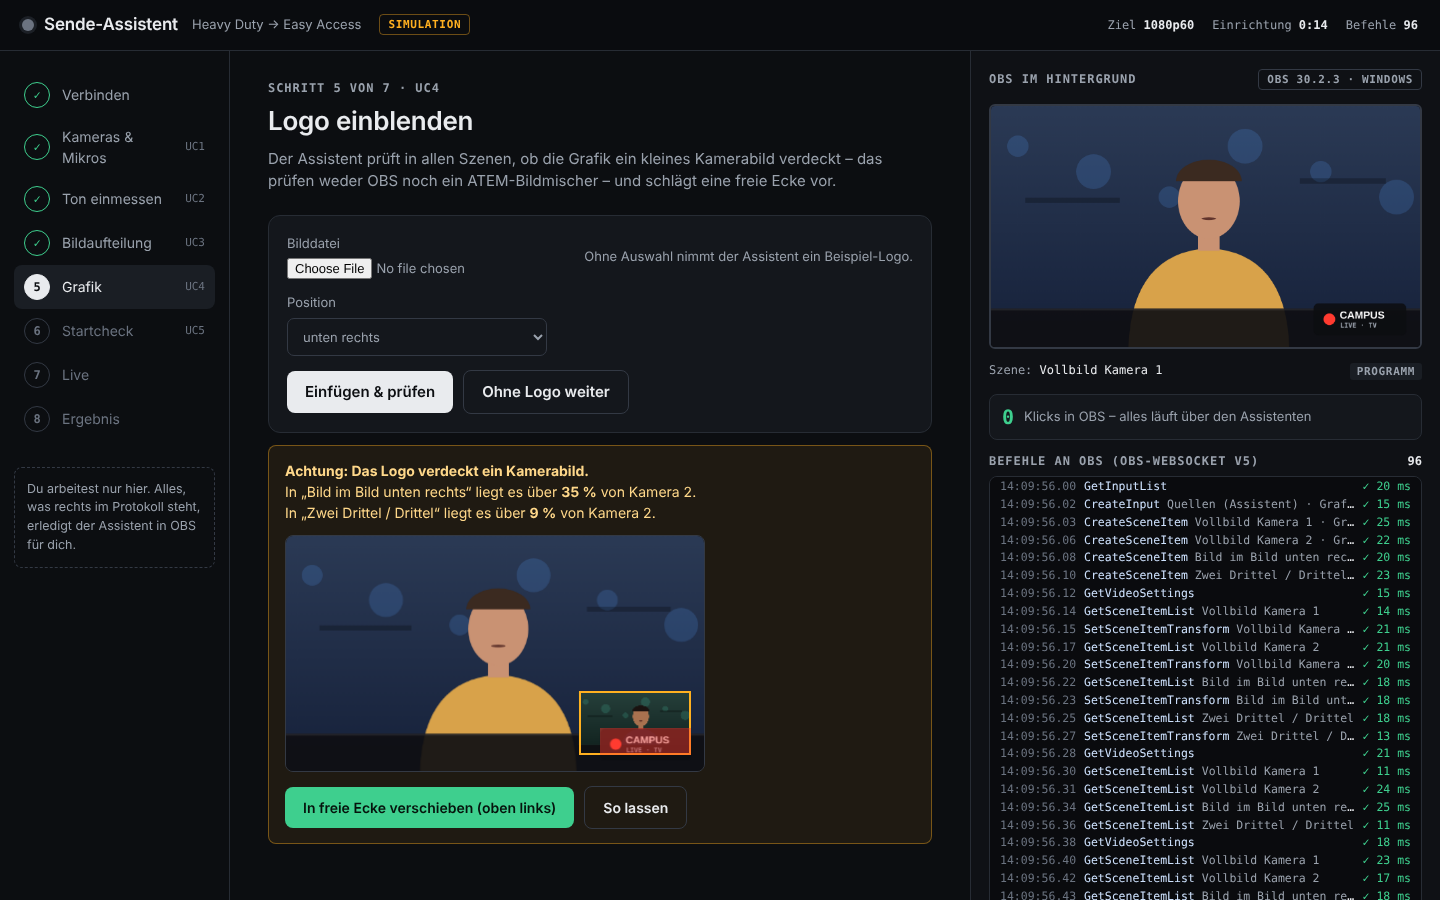 Sende-Assistent Heavy Duty → Easy Access SIMULATION Ziel 1080p60 Einrichtung 0:14 Befehle 96
✓ Verbinden
✓ Kameras & Mikros UC1
✓ Ton einmessen UC2
✓ Bildaufteilung UC3
5 Grafik UC4
6 Startcheck UC5
7 Live
8 Ergebnis
Du arbeitest nur hier. Alles,
was rechts im Protokoll steht,
erledigt der Assistent in OBS
für dich.
SCHRITT 5 VON 7 · UC4
Logo einblenden
Der Assistent prüft in allen Szenen, ob die Grafik ein kleines Kamerabild verdeckt – das
prüfen weder OBS noch ein ATEM-Bildmischer – und schlägt eine freie Ecke vor.
Bilddatei
Choose File No file chosen
Ohne Auswahl nimmt der Assistent ein Beispiel-Logo.
Position
unten rechts
Einfügen & prüfen Ohne Logo weiter
Achtung: Das Logo verdeckt ein Kamerabild.
In „Bild im Bild unten rechts“ liegt es über 35 % von Kamera 2.
In „Zwei Drittel / Drittel“ liegt es über 9 % von Kamera 2.
CAMPUS
LIVE · TV
In freie Ecke verschieben (oben links) So lassen
OBS IM HINTERGRUND OBS 30.2.3 · WINDOWS
CAMPUS
LIVE · TV
Szene: Vollbild Kamera 1 PROGRAMM
0 Klicks in OBS – alles läuft über den Assistenten
BEFEHLE AN OBS (OBS-WEBSOCKET V5) 96
14:09:56.00 GetInputList ✓ 20 ms
14:09:56.02 CreateInput Quellen (Assistent) · Graf… ✓ 15 ms
14:09:56.03 CreateSceneItem Vollbild Kamera 1 · Gr… ✓ 25 ms
14:09:56.06 CreateSceneItem Vollbild Kamera 2 · Gr… ✓ 22 ms
14:09:56.08 CreateSceneItem Bild im Bild unten rec… ✓ 20 ms
14:09:56.10 CreateSceneItem Zwei Drittel / Drittel… ✓ 23 ms
14:09:56.12 GetVideoSettings ✓ 15 ms
14:09:56.14 GetSceneItemList Vollbild Kamera 1 ✓ 14 ms
14:09:56.15 SetSceneItemTransform Vollbild Kamera … ✓ 21 ms
14:09:56.17 GetSceneItemList Vollbild Kamera 2 ✓ 21 ms
14:09:56.20 SetSceneItemTransform Vollbild Kamera … ✓ 20 ms
14:09:56.22 GetSceneItemList Bild im Bild unten re… ✓ 18 ms
14:09:56.23 SetSceneItemTransform Bild im Bild unt… ✓ 18 ms
14:09:56.25 GetSceneItemList Zwei Drittel / Drittel ✓ 18 ms
14:09:56.27 SetSceneItemTransform Zwei Drittel / D… ✓ 13 ms
14:09:56.28 GetVideoSettings ✓ 21 ms
14:09:56.30 GetSceneItemList Vollbild Kamera 1 ✓ 11 ms
14:09:56.31 GetSceneItemList Vollbild Kamera 2 ✓ 24 ms
14:09:56.34 GetSceneItemList Bild im Bild unten re… ✓ 25 ms
14:09:56.36 GetSceneItemList Zwei Drittel / Drittel ✓ 11 ms
14:09:56.38 GetVideoSettings ✓ 18 ms
14:09:56.40 GetSceneItemList Vollbild Kamera 1 ✓ 23 ms
14:09:56.42 GetSceneItemList Vollbild Kamera 2 ✓ 17 ms
14:09:56.43 GetSceneItemList Bild im Bild unten re… ✓ 18 ms